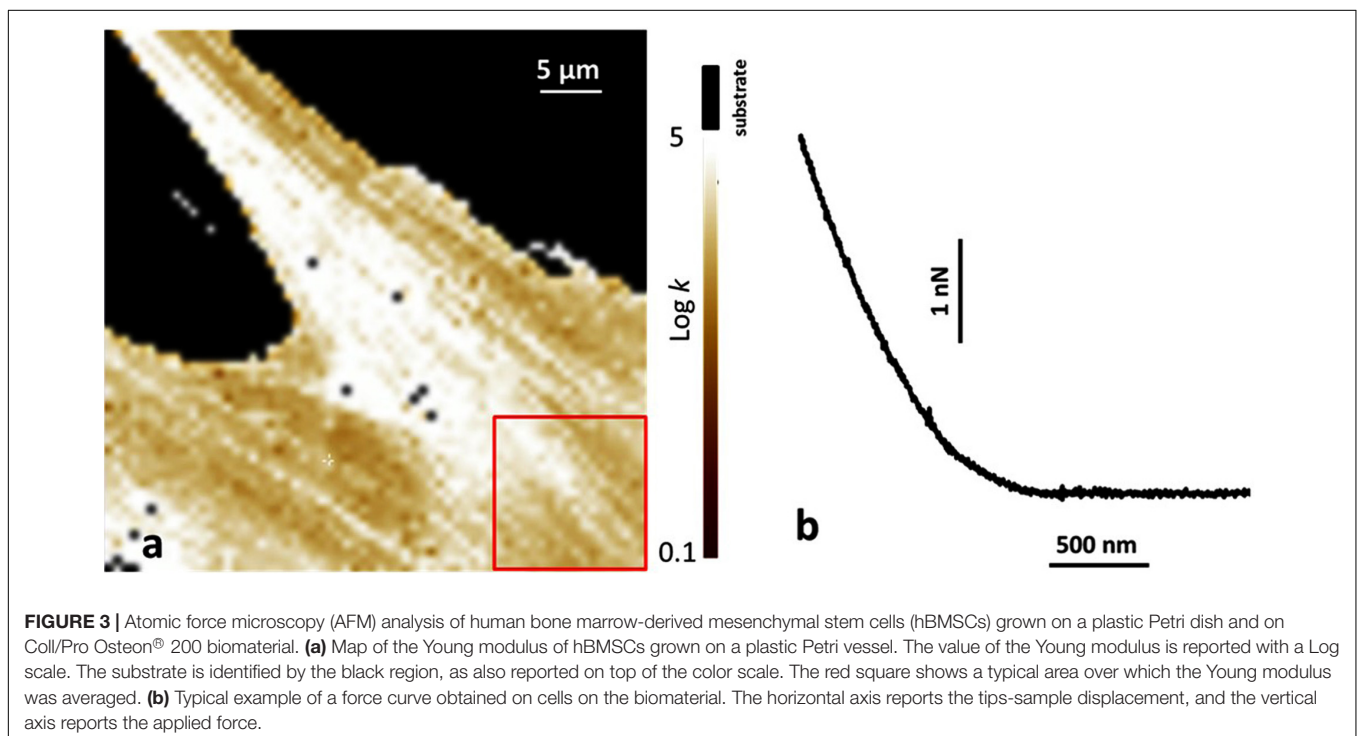 5 µm
substrate
5
Log k
0.1
a
1 nN
b
500 nm
FIGURE 3 | Atomic force microscopy (AFM) analysis of human bone marrow-derived mesenchymal stem cells (hBMSCs) grown on a plastic Petri dish and on
Coll/Pro Osteon® 200 biomaterial. (a) Map of the Young modulus of hBMSCs grown on a plastic Petri vessel. The value of the Young modulus is reported with a Log
scale. The substrate is identified by the black region, as also reported on top of the color scale. The red square shows a typical area over which the Young modulus
was averaged. (b) Typical example of a force curve obtained on cells on the biomaterial. The horizontal axis reports the tips-sample displacement, and the vertical
axis reports the applied force.